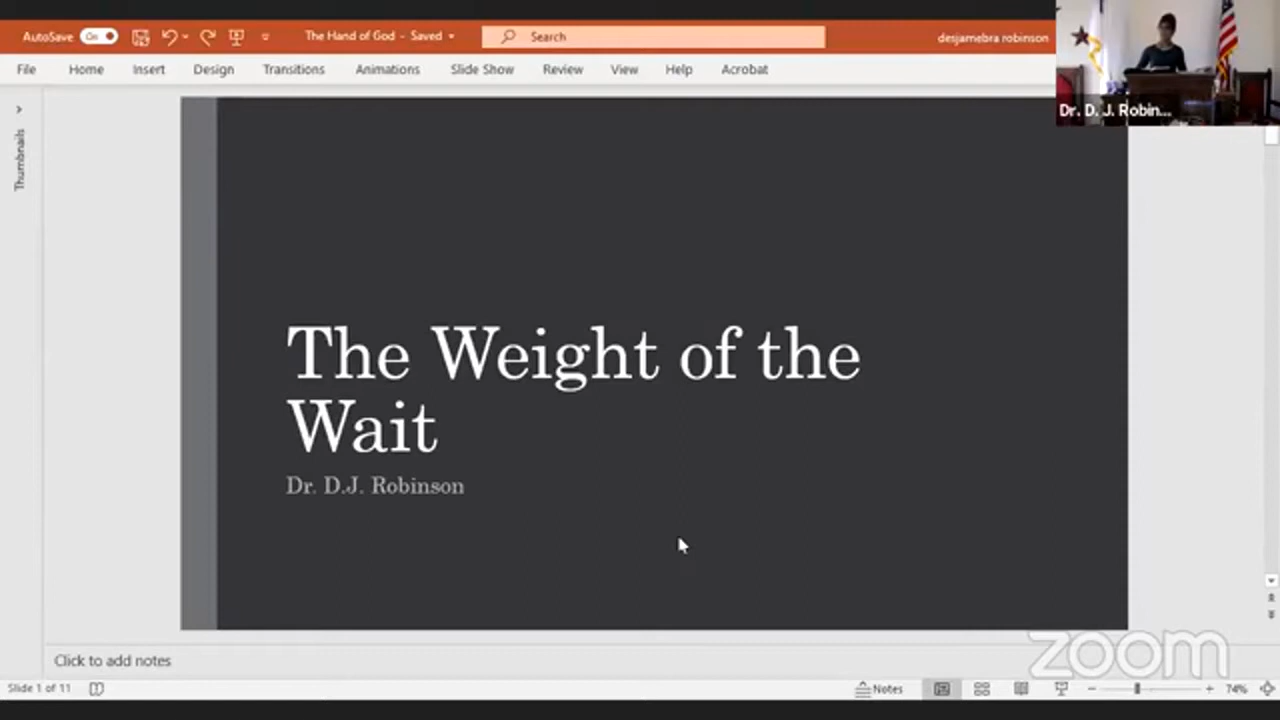 AutoSave On The Hand of God - Saved Search desjamebra robinson
File Home Insert Design Transitions Animations Slide Show Review View Help Acrobat
Dr. D. J. Robin...
Thumbnails
The Weight of the
Wait
Dr. D.J. Robinson
Click to add notes
zoom
Slide 1 of 11 Notes 74%